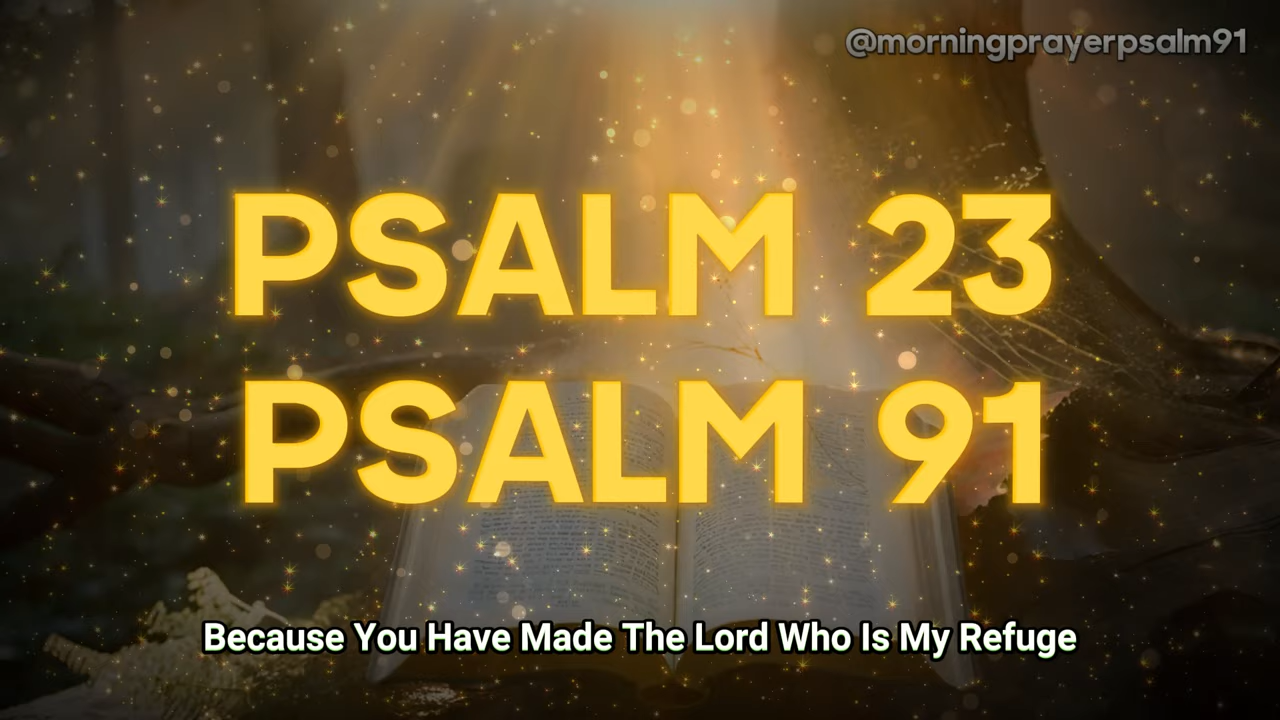 @morningprayerpsalm91
PSALM 23
PSALM 91
Because You Have Made The Lord Who Is My Refuge